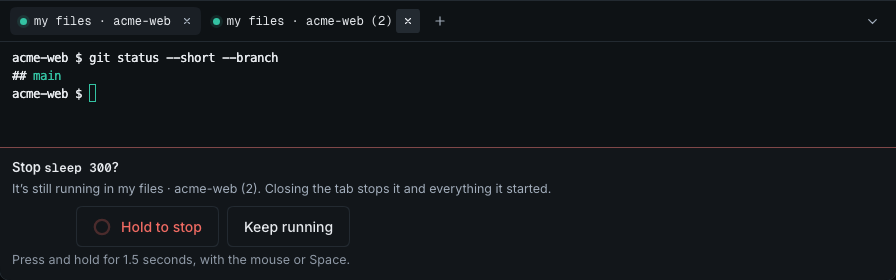 my files · acme-web × my files · acme-web (2) × +
acme-web $ git status --short --branch
## main
acme-web $
Stop sleep 300?
It's still running in my files · acme-web (2). Closing the tab stops it and everything it started.
Hold to stop Keep running
Press and hold for 1.5 seconds, with the mouse or Space.